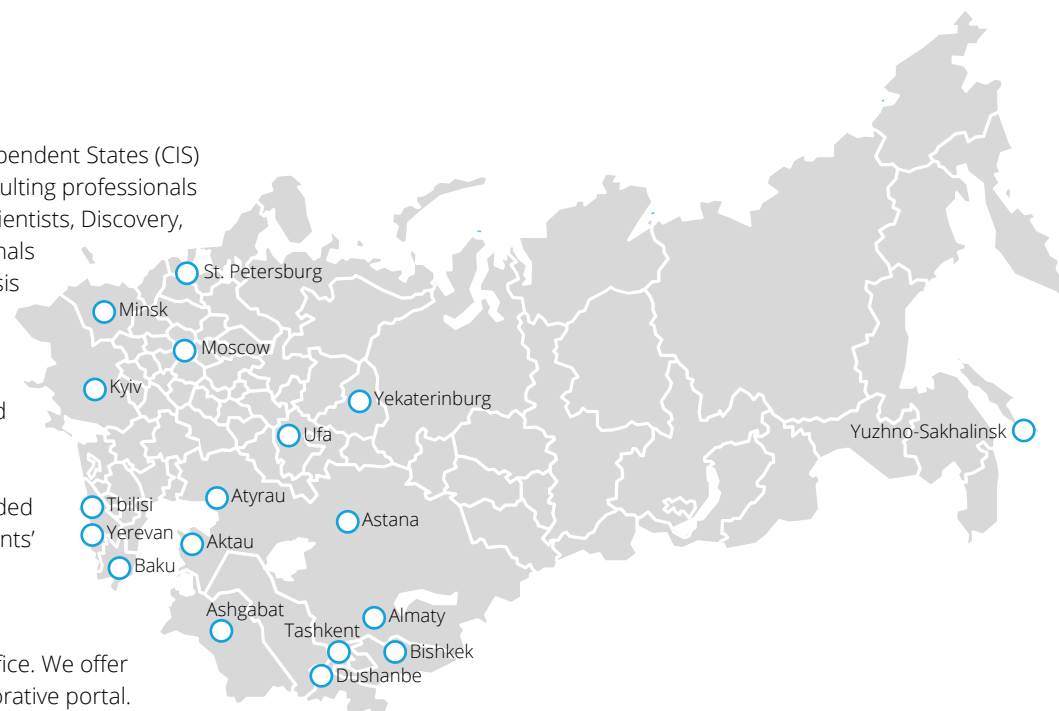 pendent States (CIS)
ulting professionals
ientists, Discovery,
nals
sis
d
ded
nts'
fice. We offer
orative portal.
St. Petersburg
Minsk
Moscow
Kyiv
Yekaterinburg
Ufa
Yuzhno-Sakhalinsk
Atyrau
Tbilisi
Astana
Yerevan
Aktau
Baku
Ashgabat
Almaty
Tashkent
Bishkek
Dushanbe